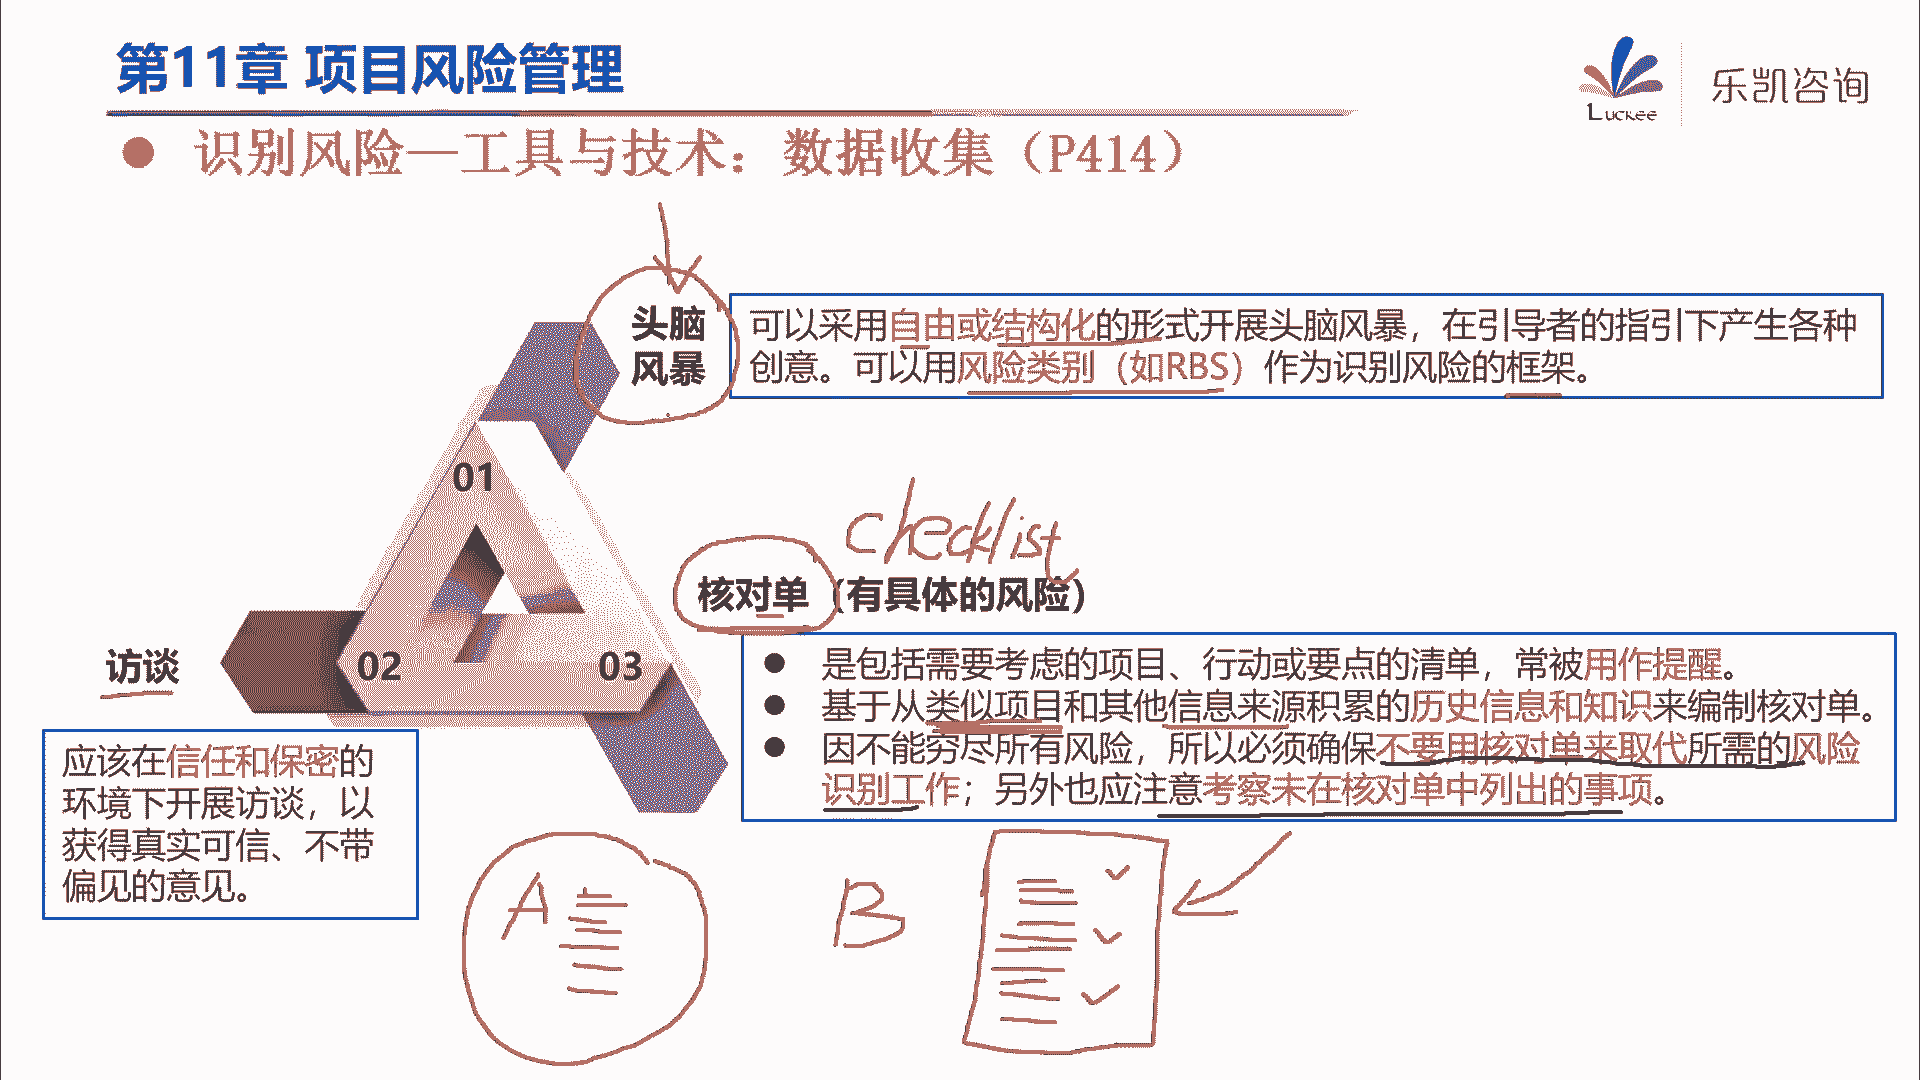 第11章 项目风险管理
Luckee
乐凯咨询
识别风险—工具与技术：数据收集（P414）
头脑
风暴
可以采用自由或结构化的形式开展头脑风暴，在引导者的指引下产生各种
创意。可以用风险类别（如RBS）作为识别风险的框架。
01
checklist
核对单（有具体的风险）
访谈
02
03
是包括需要考虑的项目、行动或要点的清单，常被用作提醒。
基于从类似项目和其他信息来源积累的历史信息和知识来编制核对单。
因不能穷尽所有风险，所以必须确保不要用核对单来取代所需的风险
识别工作；另外也应注意考察未在核对单中列出的事项。
应该在信任和保密的
环境下开展访谈，以
获得真实可信、不带
偏见的意见。
A
B